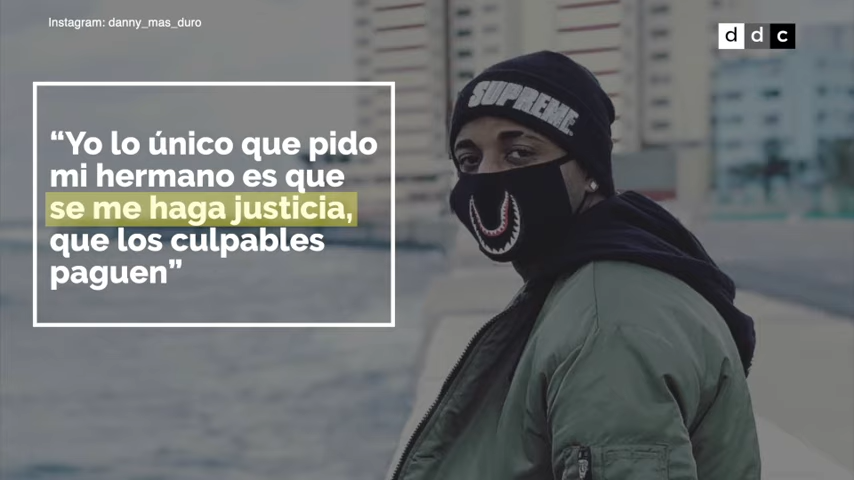 Instagram: danny_mas_duro
ddc
“Yo lo único que pido
mi hermano es que
se me haga justicia,
que los culpables
paguen”
SUPREME